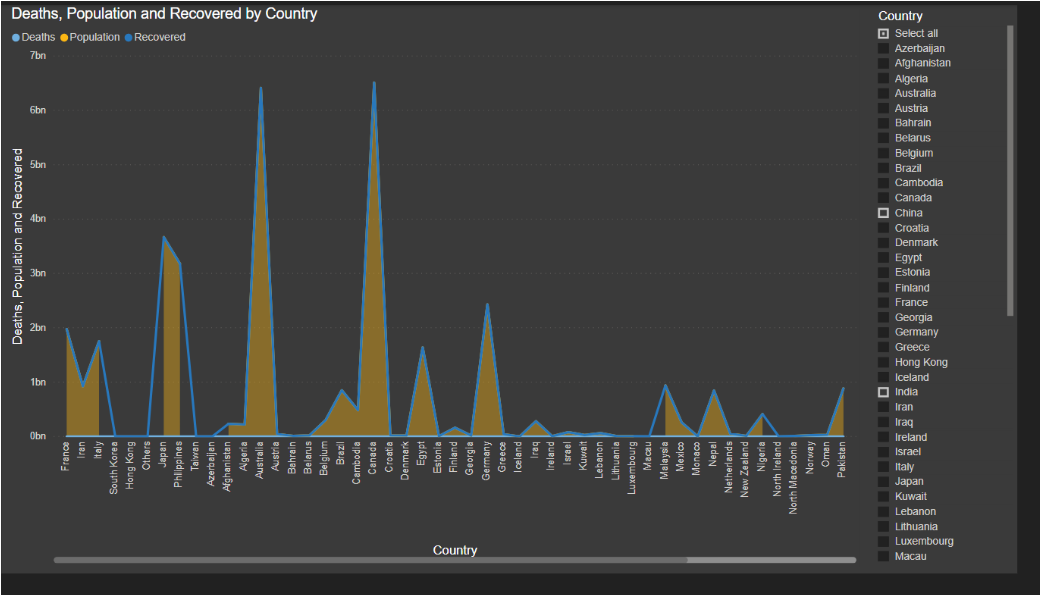 Deaths, Population and Recovered by Country
Deaths Population Recovered
7bn
6bn
5bn
4bn
3bn
2bn
1bn
0bn
Deaths, Population and Recovered
France
Iran
Italy
South Korea
Hong Kong
Others
Japan
Philippines
Taiwan
Azerbaijan
Afghanistan
Algeria
Australia
Austria
Bahrain
Belarus
Belgium
Brazil
Cambodia
Canada
Croatia
Denmark
Egypt
Estonia
Finland
Georgia
Germany
Greece
Iceland
Iraq
Ireland
Israel
Kuwait
Lebanon
Lithuania
Luxembourg
Macau
Malaysia
Mexico
Monaco
Nepal
Netherlands
New Zealand
Nigeria
North Ireland
North Macedonia
Norway
Oman
Pakistan
Country
Country
Select all
Azerbaijan
Afghanistan
Algeria
Australia
Austria
Bahrain
Belarus
Belgium
Brazil
Cambodia
Canada
China
Croatia
Denmark
Egypt
Estonia
Finland
France
Georgia
Germany
Greece
Hong Kong
Iceland
India
Iran
Iraq
Ireland
Israel
Italy
Japan
Kuwait
Lebanon
Lithuania
Luxembourg
Macau